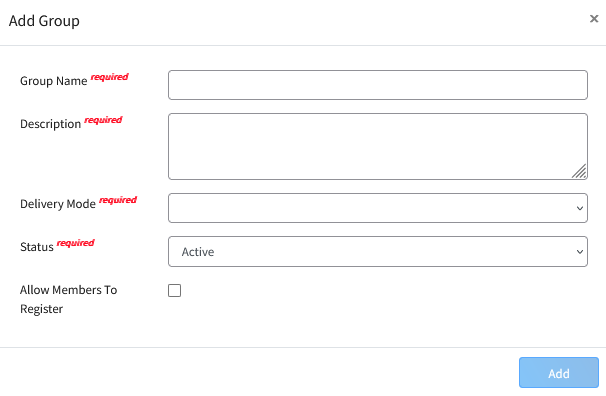 Add Group ×
Group Name required
Description required
Delivery Mode required
Status required Active
Allow Members To
Register
Add